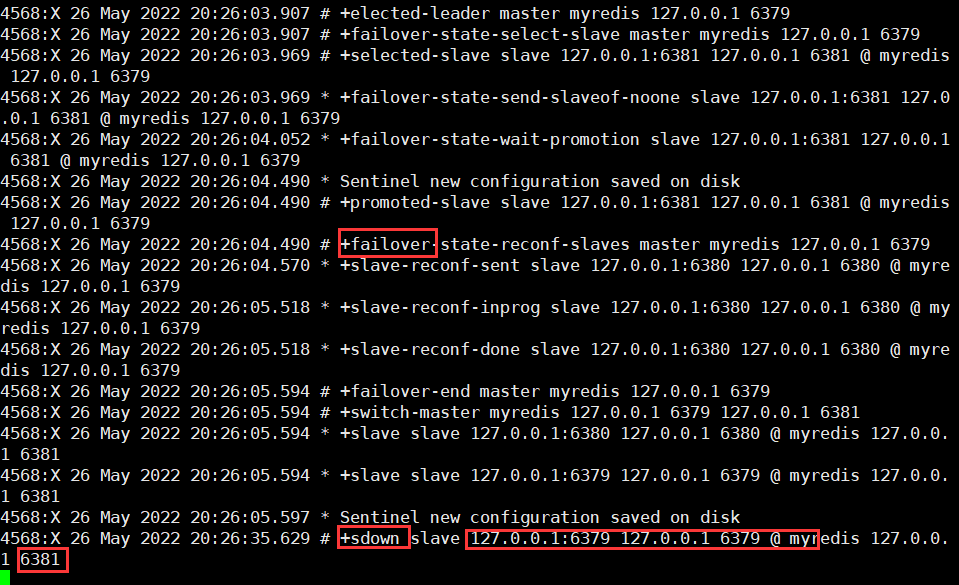 4568:X 26 May 2022 20:26:03.907 # +elected-leader master myredis 127.0.0.1 6379
4568:X 26 May 2022 20:26:03.907 # +failover-state-select-slave master myredis 127.0.0.1 6379
4568:X 26 May 2022 20:26:03.969 # +selected-slave slave 127.0.0.1:6381 127.0.0.1 6381 @ myredis
 127.0.0.1 6379
4568:X 26 May 2022 20:26:03.969 * +failover-state-send-slaveof-noone slave 127.0.0.1:6381 127.0
.0.1 6381 @ myredis 127.0.0.1 6379
4568:X 26 May 2022 20:26:04.052 * +failover-state-wait-promotion slave 127.0.0.1:6381 127.0.0.1
 6381 @ myredis 127.0.0.1 6379
4568:X 26 May 2022 20:26:04.490 * Sentinel new configuration saved on disk
4568:X 26 May 2022 20:26:04.490 # +promoted-slave slave 127.0.0.1:6381 127.0.0.1 6381 @ myredis
 127.0.0.1 6379
4568:X 26 May 2022 20:26:04.490 # +failover-state-reconf-slaves master myredis 127.0.0.1 6379
4568:X 26 May 2022 20:26:04.570 * +slave-reconf-sent slave 127.0.0.1:6380 127.0.0.1 6380 @ myre
dis 127.0.0.1 6379
4568:X 26 May 2022 20:26:05.518 * +slave-reconf-inprog slave 127.0.0.1:6380 127.0.0.1 6380 @ my
redis 127.0.0.1 6379
4568:X 26 May 2022 20:26:05.518 * +slave-reconf-done slave 127.0.0.1:6380 127.0.0.1 6380 @ myre
dis 127.0.0.1 6379
4568:X 26 May 2022 20:26:05.594 # +failover-end master myredis 127.0.0.1 6379
4568:X 26 May 2022 20:26:05.594 # +switch-master myredis 127.0.0.1 6379 127.0.0.1 6381
4568:X 26 May 2022 20:26:05.594 * +slave slave 127.0.0.1:6380 127.0.0.1 6380 @ myredis 127.0.0.
1 6381
4568:X 26 May 2022 20:26:05.594 * +slave slave 127.0.0.1:6379 127.0.0.1 6379 @ myredis 127.0.0.
1 6381
4568:X 26 May 2022 20:26:05.597 * Sentinel new configuration saved on disk
4568:X 26 May 2022 20:26:35.629 # +sdown slave 127.0.0.1:6379 127.0.0.1 6379 @ myredis 127.0.0.
1 6381